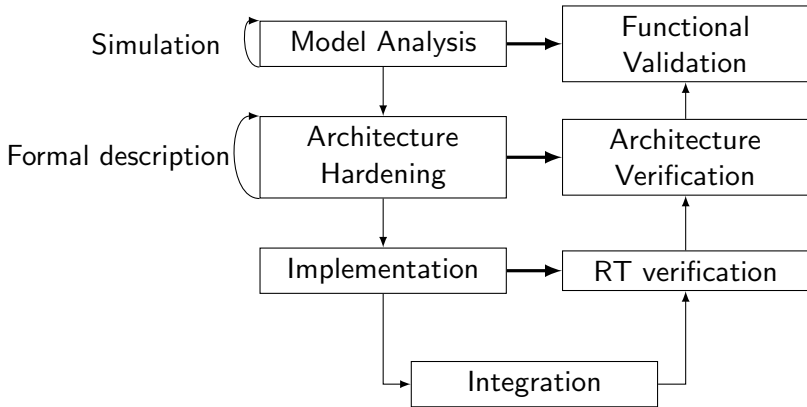 Simulation
Model Analysis
Functional
Validation
Formal description
Architecture
Hardening
Architecture
Verification
Implementation
RT verification
Integration